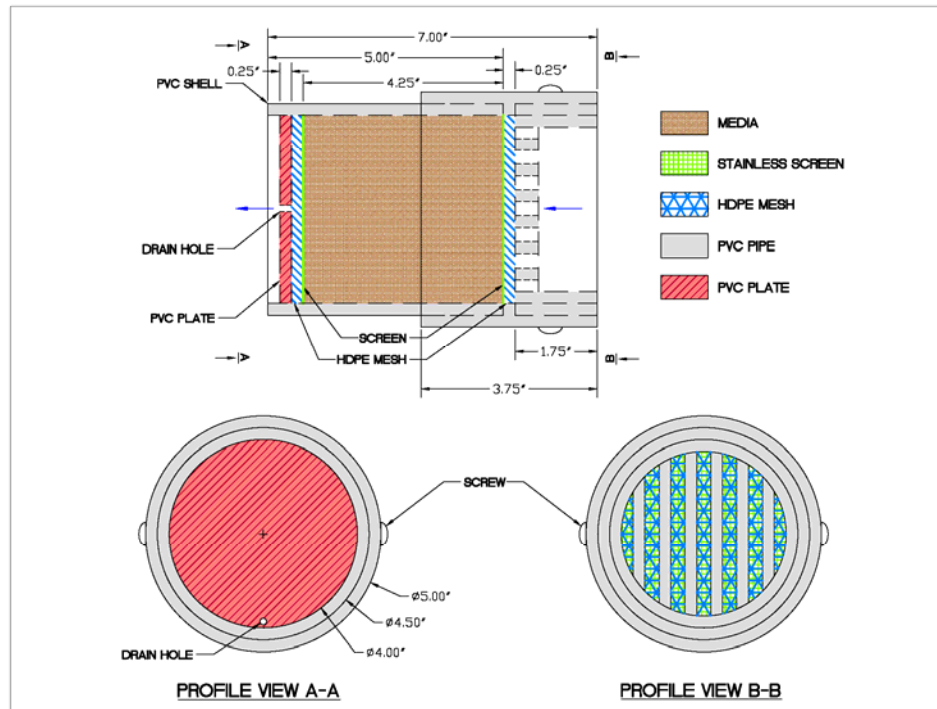 7.00"
A
5.00"
B
0.25"
4.25"
0.25"
PVC SHELL
MEDIA
STAINLESS SCREEN
HDPE MESH
DRAIN HOLE
PVC PIPE
PVC PLATE
PVC PLATE
SCREEN
HDPE MESH
1.75"
A
B
3.75"
SCREW
ø5.00"
ø4.50"
DRAIN HOLE
ø4.00"
PROFILE VIEW A-A
PROFILE VIEW B-B